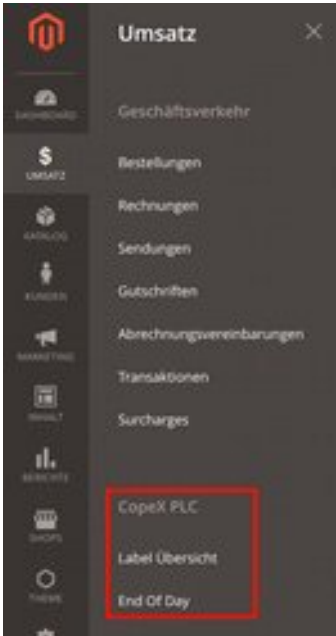 Umsatz
DASHBOARD
Geschäftsverkehr
UMSATZ
Bestellungen
Rechnungen
KATALOG
Sendungen
KUNDEN
Gutschriften
MARKETING
Abrechnungsvereinbarungen
Transaktionen
INHALT
Surcharges
BERICHTE
CopeX PLC
SHOPS
Label Übersicht
THEME
End Of Day